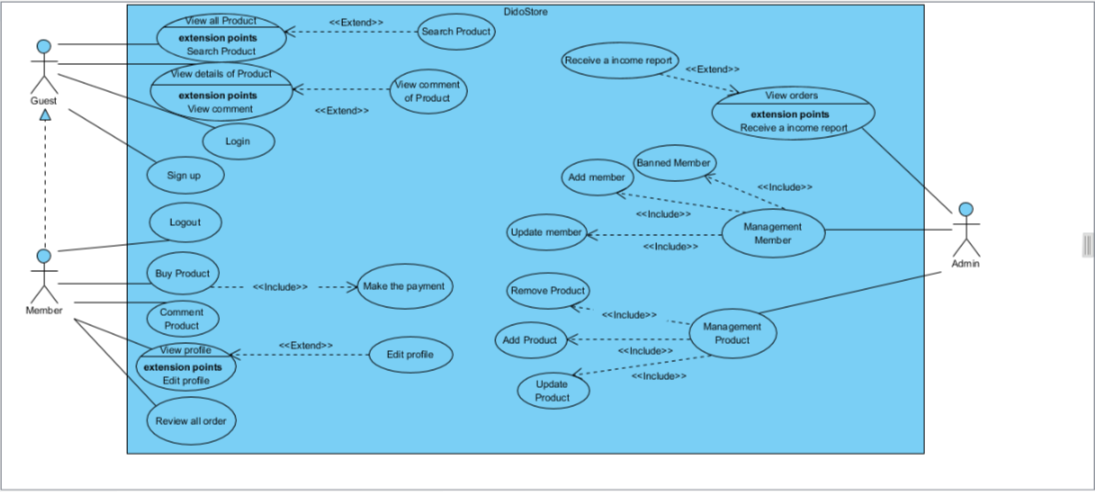 DidoStore
View all Product
extension points
Search Product
<<Extend>>
Search Product
View details of Product
extension points
View comment
<<Extend>>
View comment
of Product
Login
Sign up
Guest
Logout
Buy Product
<<Include>>
Make the payment
Comment
Product
Member
View profile
extension points
Edit profile
<<Extend>>
Edit profile
Review all order
Receive a income report
<<Extend>>
View orders
extension points
Receive a income report
Banned Member
<<Include>>
Add member
<<Include>>
Update member
<<Include>>
Management
Member
Admin
Remove Product
<<Include>>
Add Product
<<Include>>
Update
Product
<<Include>>
Management
Product